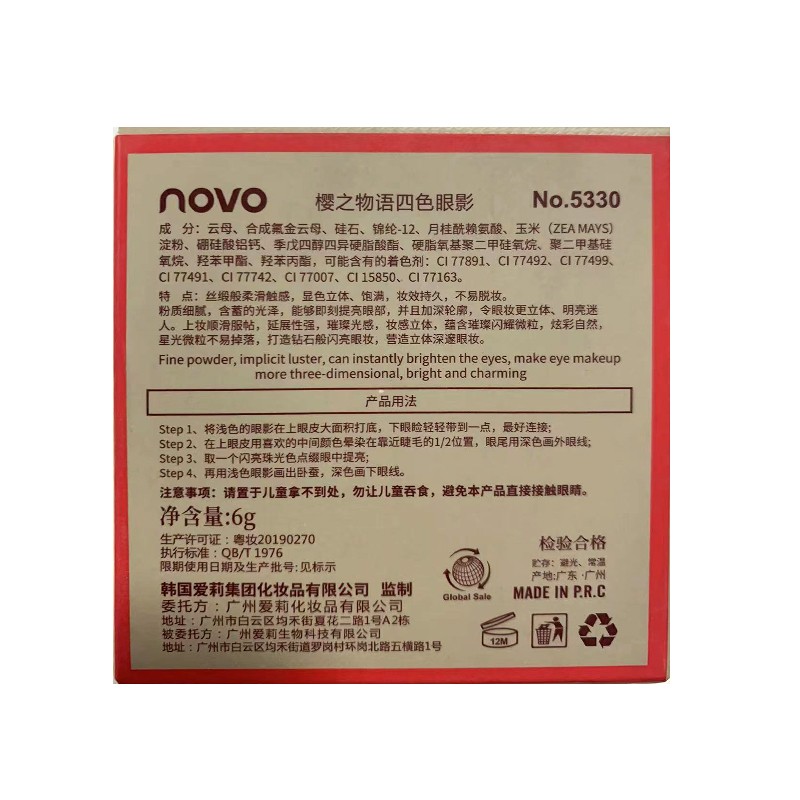 novo 樱之物语四色眼影 No.5330
成 分：云母、合成氟金云母、硅石、锦纶-12、月桂酰赖氨酸、玉米（ZEA MAYS）
淀粉、硼硅酸铝钙、季戊四醇四异硬脂酸酯、硬脂氧基聚二甲硅氧烷、聚二甲基硅
氧烷、羟苯甲酯、羟苯丙酯，可能含有的着色剂：CI 77891、CI 77492、CI 77499、
CI 77491、CI 77742、CI 77007、CI 15850、CI 77163。
特 点：丝缎般柔滑触感，显色立体、饱满，妆效持久，不易脱妆。
粉质细腻，含蓄的光泽，能够即刻提亮眼部，并且加深轮廓，令眼妆更立体、明亮迷
人。上妆顺滑服帖，延展性强，璀璨光感，妆感立体，蕴含璀璨闪耀微粒，炫彩自然，
星光微粒不易掉落，打造钻石般闪亮眼妆，营造立体深邃眼妆。
Fine powder, implicit luster, can instantly brighten the eyes, make eye makeup
more three-dimensional, bright and charming
产品用法
Step 1、将浅色的眼影在上眼皮大面积打底，下眼睑轻轻带到一点，最好连接;
Step 2、在上眼皮用喜欢的中间颜色晕染在靠近睫毛的1/2位置，眼尾用深色画外眼线;
Step 3、取一个闪亮珠光色点缀眼中提亮;
Step 4、再用浅色眼影画出卧蚕，深色画下眼线。
注意事项：请置于儿童拿不到处，勿让儿童吞食，避免本产品直接接触眼睛。
净含量:6g
生产许可证：粤妆20190270
执行标准：QB/T 1976
限期使用日期及生产批号:见标示
检验合格
贮存：避光、常温
产地:广东·广州
MADE IN P.R.C
Global Sale
韩国爱莉集团化妆品有限公司 监制
委托方：广州爱莉化妆品有限公司
地址：广州市白云区均禾街夏花二路1号A2栋
被委托方：广州爱莉生物科技有限公司
地址：广州市白云区均禾街道罗岗村环岗北路五横路1号
12M